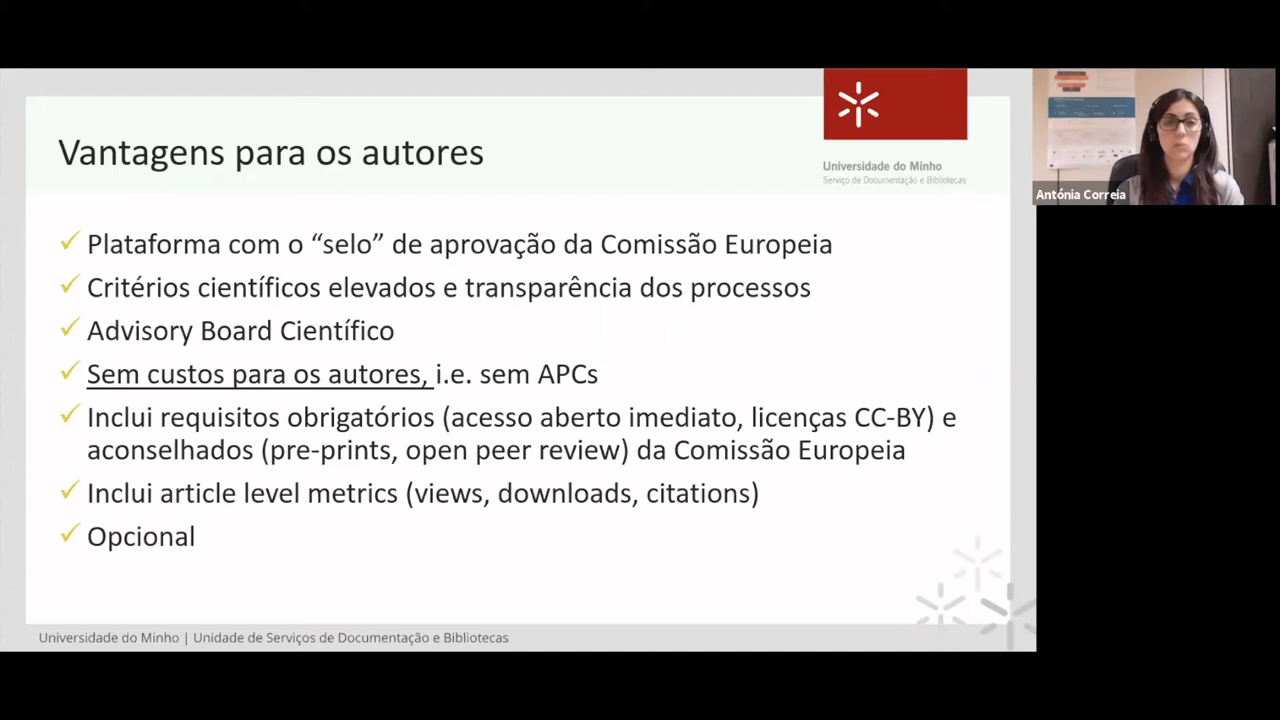 Vantagens para os autores
Universidade do Minho
Serviço de Documentação e Bibliotecas
Antónia Correia
Plataforma com o “selo” de aprovação da Comissão Europeia
Critérios científicos elevados e transparência dos processos
Advisory Board Científico
Sem custos para os autores, i.e. sem APCs
Inclui requisitos obrigatórios (acesso aberto imediato, licenças CC-BY) e
aconselhados (pre-prints, open peer review) da Comissão Europeia
Inclui article level metrics (views, downloads, citations)
Opcional
Universidade do Minho | Unidade de Serviços de Documentação e Bibliotecas